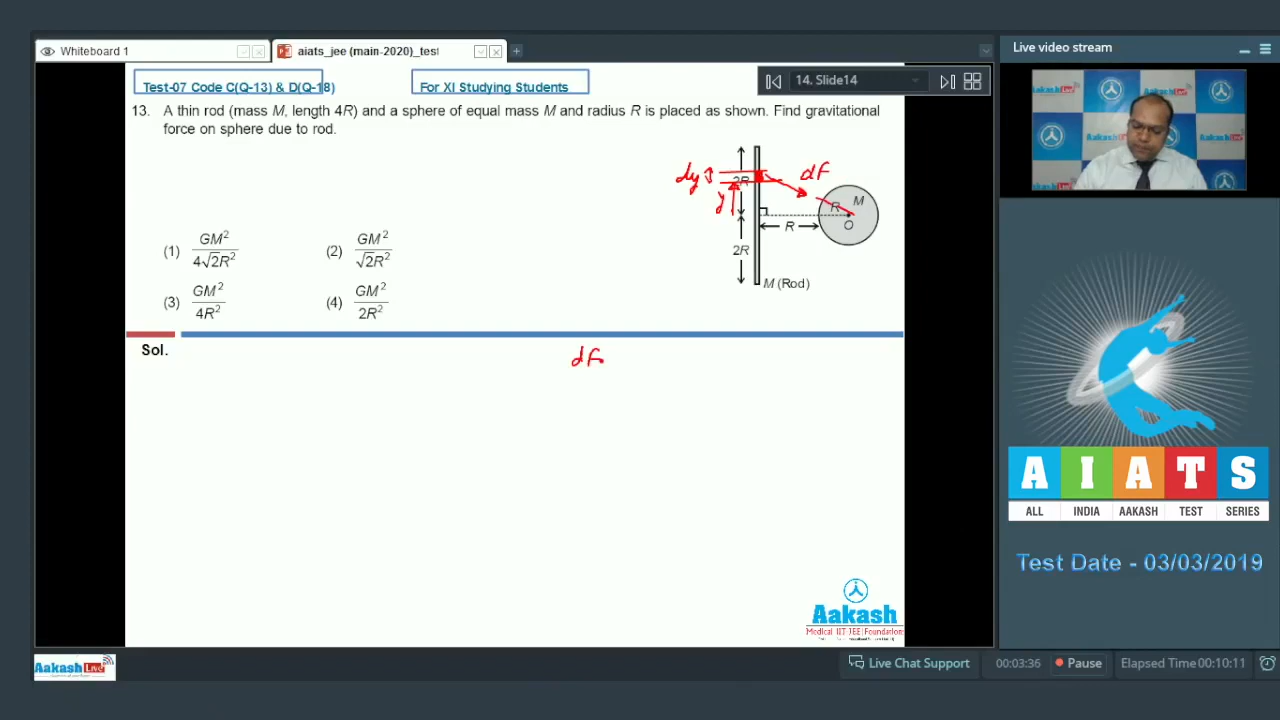 Whiteboard 1
aiats_jee (main-2020)_test
Live video stream
Test-07 Code C(Q-13) & D(Q-18)
For XI Studying Students
14. Slide14
13. A thin rod (mass M, length 4R) and a sphere of equal mass M and radius R is placed as shown. Find gravitational
force on sphere due to rod.
dy
2R
dF
y
R
M
O
R
2R
M (Rod)
(1) GM²/4√2R² (2) GM²/√2R²
(3) GM²/4R² (4) GM²/2R²
Sol.
dF
A I A T S
ALL INDIA AAKASH TEST SERIES
Test Date - 03/03/2019
Aakash
Medical|IIT-JEE|Foundations
Aakash Live
Live Chat Support
00:03:36
Pause
Elapsed Time 00:10:11